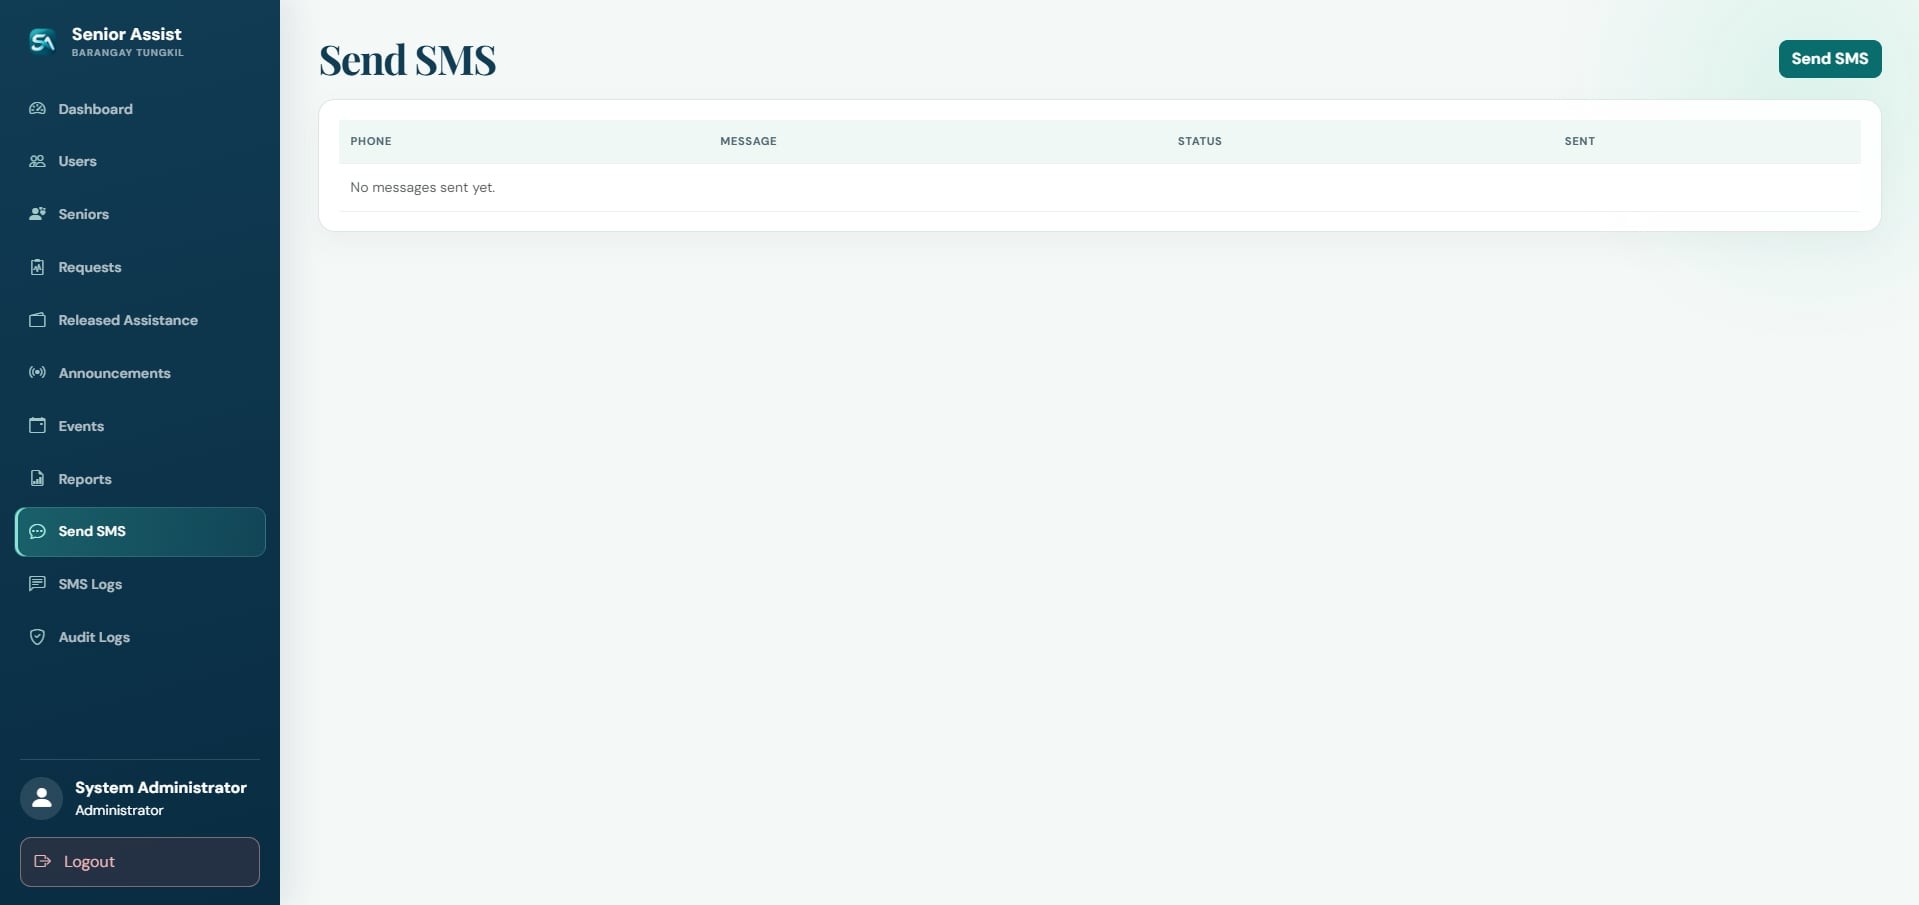 Senior Assist
BARANGAY TUNGKIL
Dashboard
Users
Seniors
Requests
Released Assistance
Announcements
Events
Reports
Send SMS
SMS Logs
Audit Logs
System Administrator
Administrator
Logout
Send SMS
Send SMS
PHONE MESSAGE STATUS SENT
No messages sent yet.